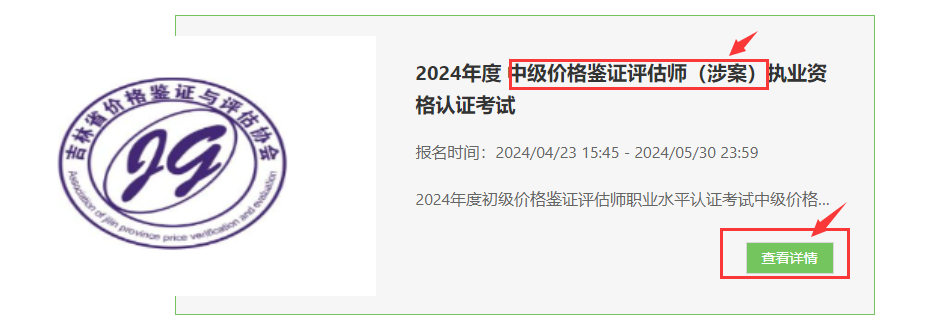 吉林省价格鉴证与评估协会
JG
Association of jilin province price verification and evaluation
2024年度 中级价格鉴证评估师（涉案）执业资
格认证考试
报名时间：2024/04/23 15:45 - 2024/05/30 23:59
2024年度初级价格鉴证评估师职业水平认证考试中级价格...
查看详情